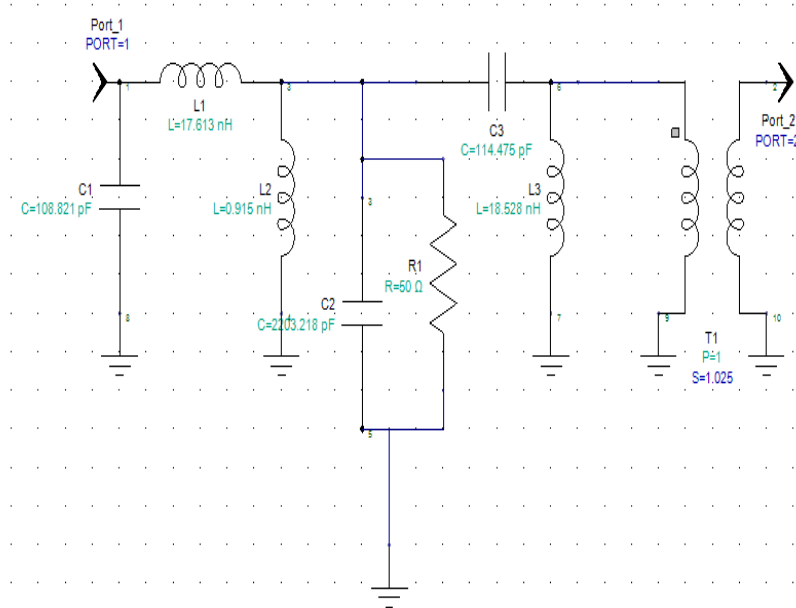 Port_1
PORT=1
1
L1
L=17.613 nH
3
C3
C=114.475 pF
6
2
Port_2
PORT=2
C1
C=108.821 pF
L2
L=0.915 nH
3
L3
L=18.528 nH
R1
R=50 Ω
C2
C=2203.218 pF
8
7
9
10
T1
P=1
S=1.025
5